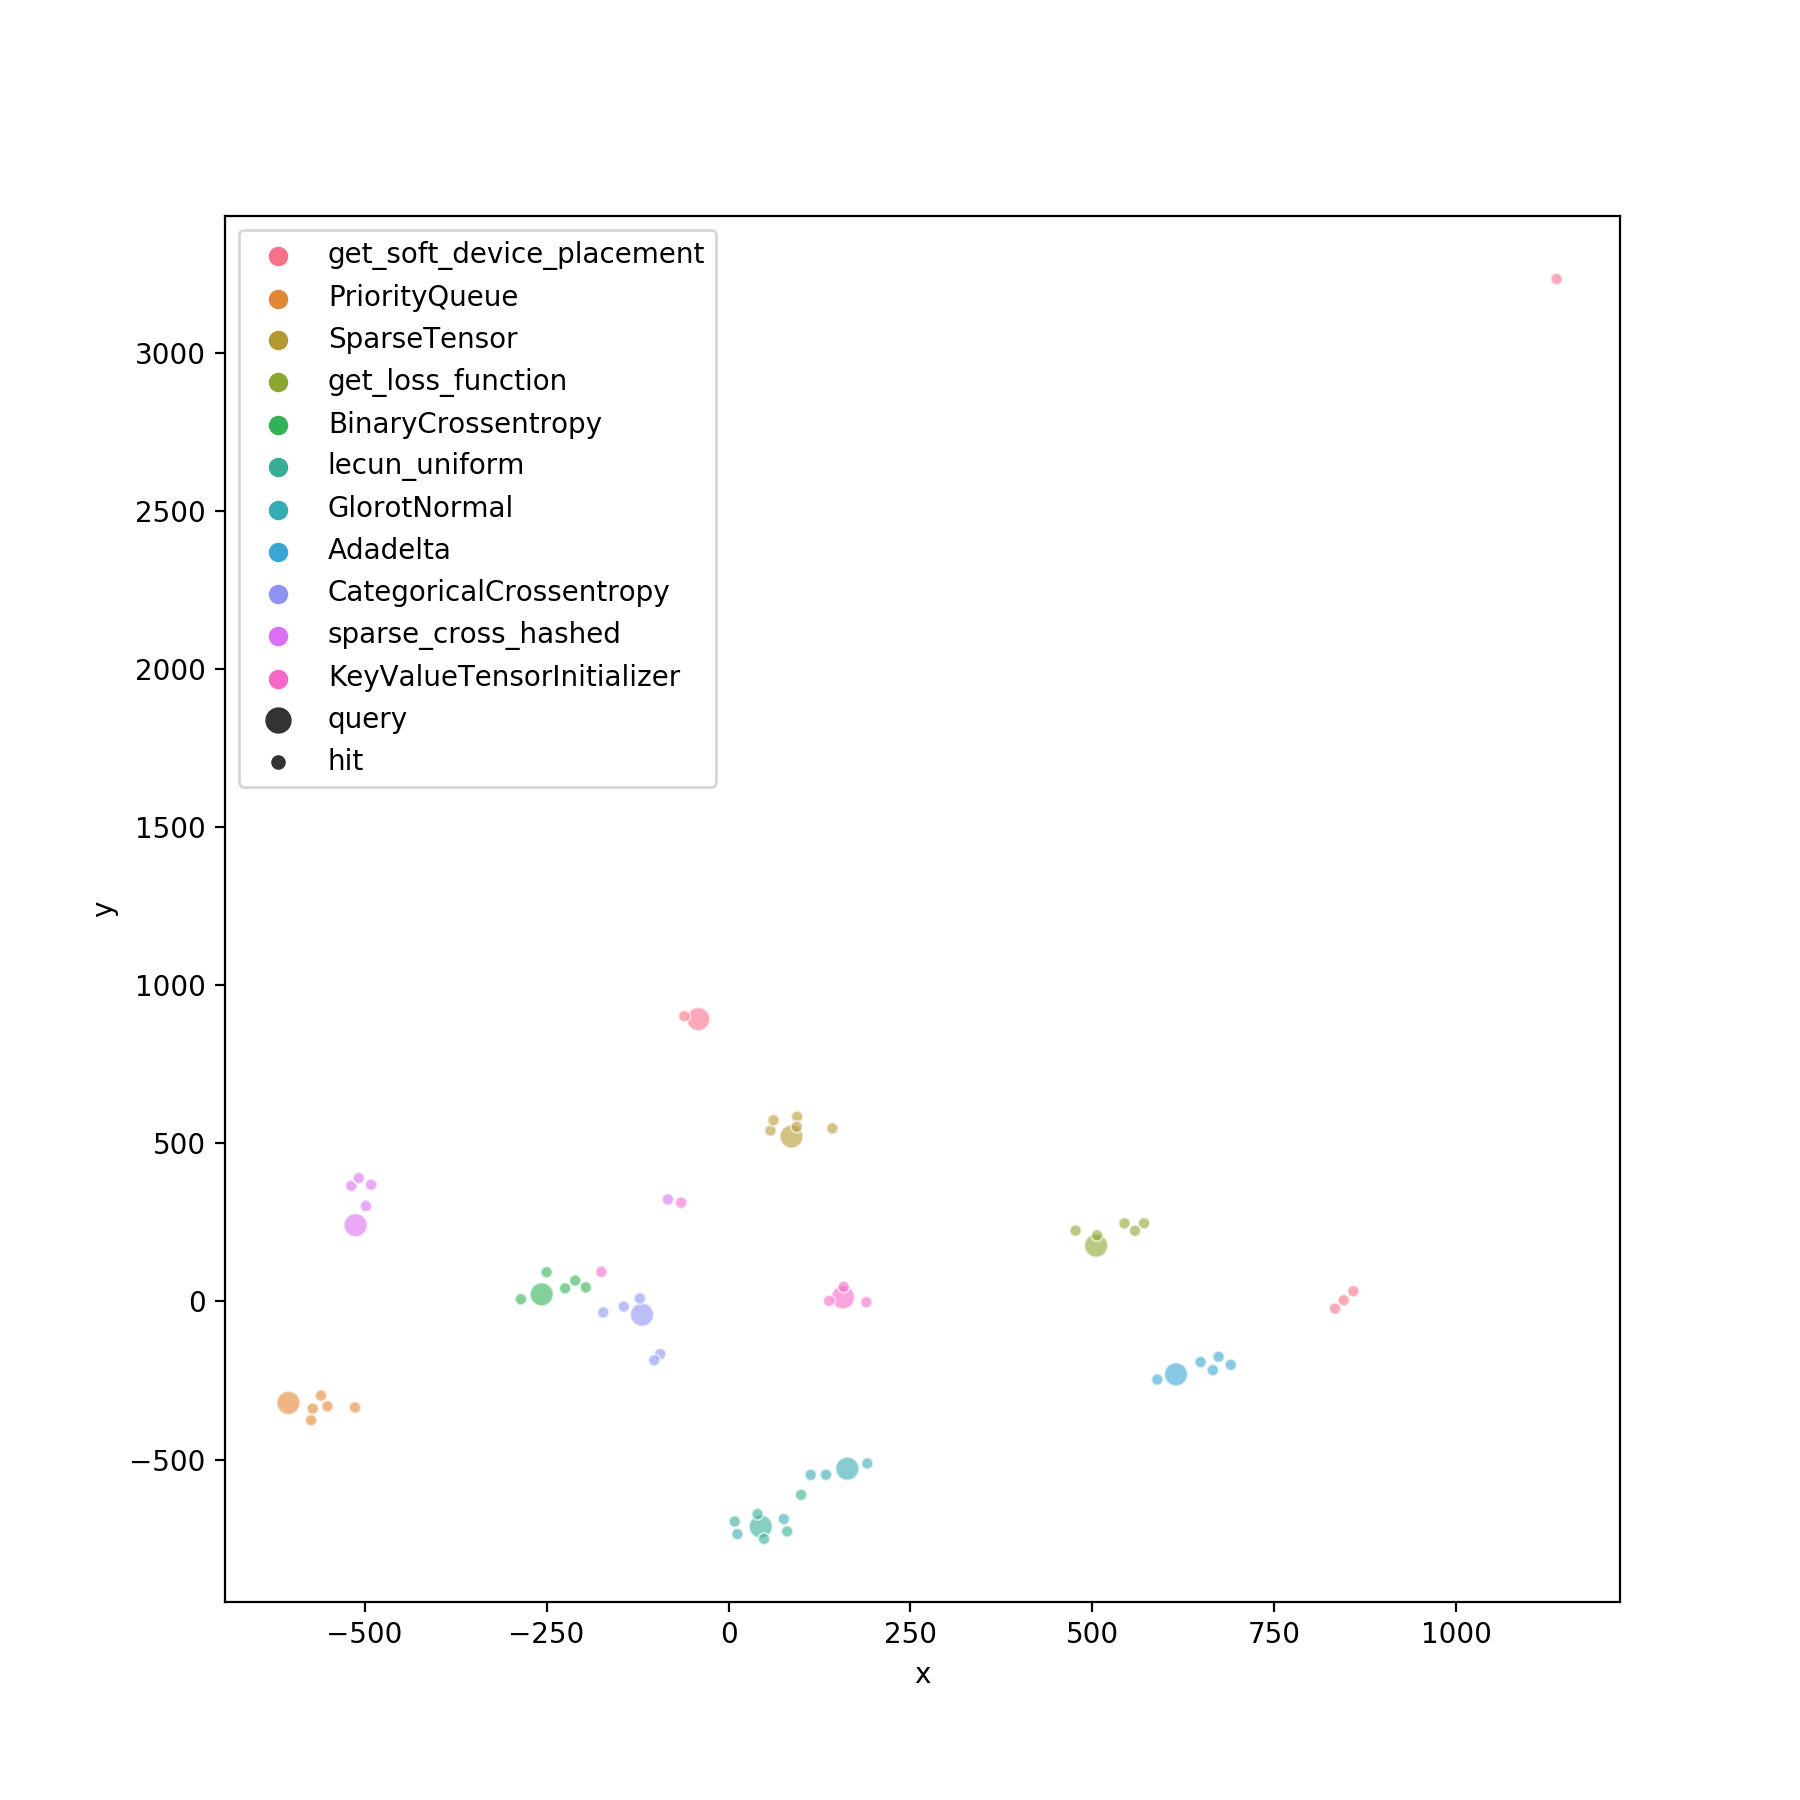 get_soft_device_placement
PriorityQueue
SparseTensor
get_loss_function
BinaryCrossentropy
lecun_uniform
GlorotNormal
Adadelta
CategoricalCrossentropy
sparse_cross_hashed
KeyValueTensorInitializer
query
hit
3000
2500
2000
1500
1000
500
0
−500
y
−500 −250 0 250 500 750 1000
x